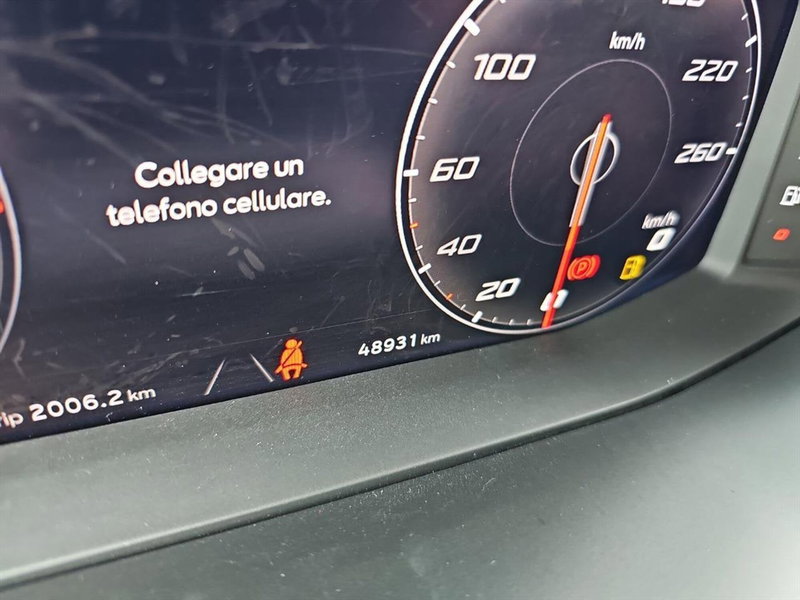 km/h
100
220
60
260
Collegare un
telefono cellulare.
km/h
0
40
P
20
0
48931 km
2006.2 km